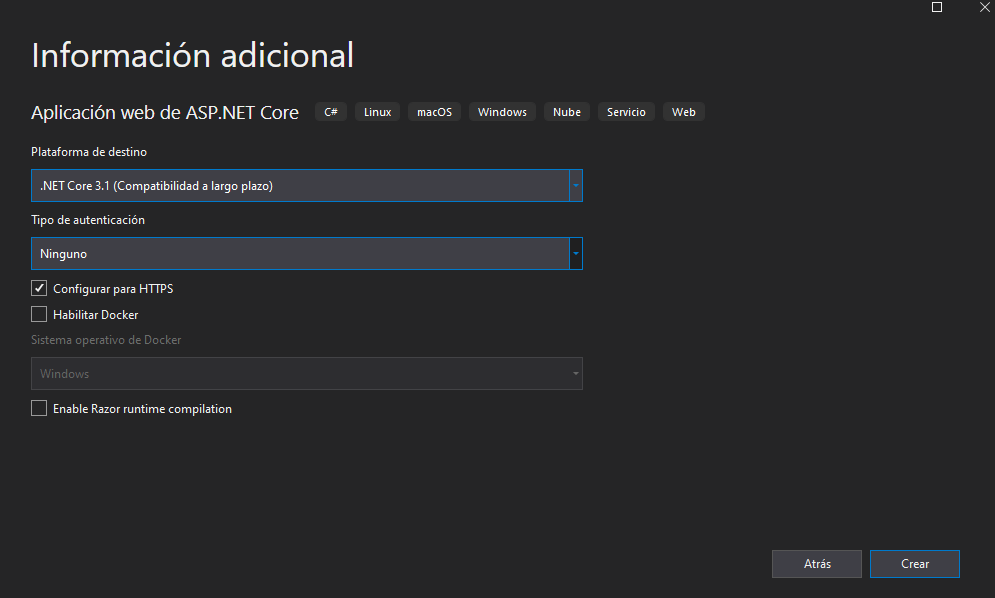 Información adicional
Aplicación web de ASP.NET Core C# Linux macOS Windows Nube Servicio Web
Plataforma de destino
.NET Core 3.1 (Compatibilidad a largo plazo)
Tipo de autenticación
Ninguno
Configurar para HTTPS
Habilitar Docker
Sistema operativo de Docker
Windows
Enable Razor runtime compilation
Atrás Crear